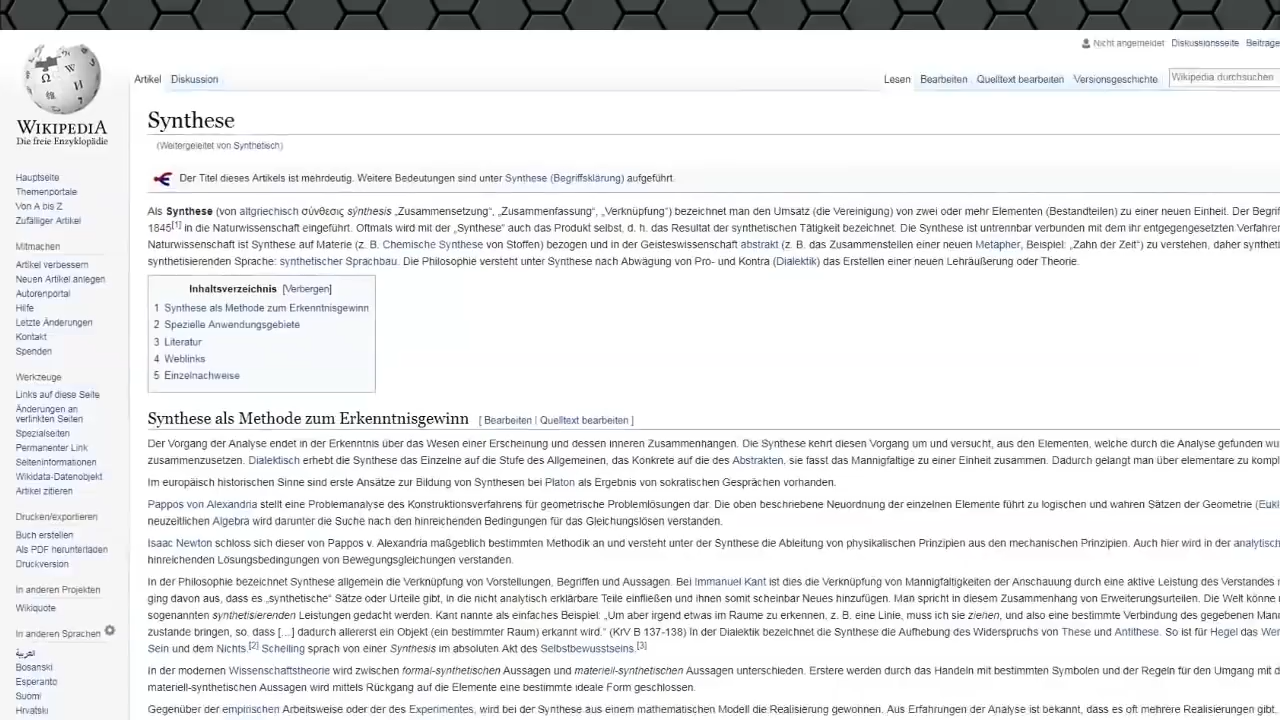 Nicht angemeldet Diskussionsseite Beiträge
Artikel Diskussion Lesen Bearbeiten Quelltext bearbeiten Versionsgeschichte Wikipedia durchsuchen
WIKIPEDIA
Die freie Enzyklopädie
Hauptseite
Themenportale
Von A bis Z
Zufälliger Artikel
Mitmachen
Artikel verbessern
Neuen Artikel anlegen
Autorenportal
Hilfe
Letzte Änderungen
Kontakt
Spenden
Werkzeuge
Links auf diese Seite
Änderungen an
verlinkten Seiten
Spezialseiten
Permanenter Link
Seiteninformationen
Wikidata-Datenobjekt
Artikel zitieren
Drucken/exportieren
Buch erstellen
Als PDF herunterladen
Druckversion
In anderen Projekten
Wikiquote
In anderen Sprachen
العربية
Bosanski
Esperanto
Suomi
Hrvatski
Synthese
(Weitergeleitet von Synthetisch)
Der Titel dieses Artikels ist mehrdeutig. Weitere Bedeutungen sind unter Synthese (Begriffsklärung) aufgeführt.
Als Synthese (von altgriechisch σύνθεσις sýnthesis „Zusammensetzung“, „Zusammenfassung“, „Verknüpfung“) bezeichnet man den Umsatz (die Vereinigung) von zwei oder mehr Elementen (Bestandteilen) zu einer neuen Einheit. Der Begrif
1845[1] in die Naturwissenschaft eingeführt. Oftmals wird mit der „Synthese“ auch das Produkt selbst, d. h. das Resultat der synthetischen Tätigkeit bezeichnet. Die Synthese ist untrennbar verbunden mit dem ihr entgegengesetzten Verfahren
Naturwissenschaft ist Synthese auf Materie (z. B. Chemische Synthese von Stoffen) bezogen und in der Geisteswissenschaft abstrakt (z. B. das Zusammenstellen einer neuen Metapher, Beispiel: „Zahn der Zeit“) zu verstehen, daher synthet
synthetisierenden Sprache: synthetischer Sprachbau. Die Philosophie versteht unter Synthese nach Abwägung von Pro- und Kontra (Dialektik) das Erstellen einer neuen Lehräußerung oder Theorie.
Inhaltsverzeichnis [Verbergen]
1 Synthese als Methode zum Erkenntnisgewinn
2 Spezielle Anwendungsgebiete
3 Literatur
4 Weblinks
5 Einzelnachweise
Synthese als Methode zum Erkenntnisgewinn [ Bearbeiten | Quelltext bearbeiten ]
Der Vorgang der Analyse endet in der Erkenntnis über das Wesen einer Erscheinung und dessen inneren Zusammenhängen. Die Synthese kehrt diesen Vorgang um und versucht, aus den Elementen, welche durch die Analyse gefunden wu
zusammenzusetzen. Dialektisch erhebt die Synthese das Einzelne auf die Stufe des Allgemeinen, das Konkrete auf die des Abstrakten; sie fasst das Mannigfaltige zu einer Einheit zusammen. Dadurch gelangt man über elementare zu kompl
Im europäisch historischen Sinne sind erste Ansätze zur Bildung von Synthesen bei Platon als Ergebnis von sokratischen Gesprächen vorhanden.
Pappos von Alexandria stellt eine Problemanalyse des Konstruktionsverfahrens für geometrische Problemlösungen dar. Die oben beschriebene Neuordnung der einzelnen Elemente führt zu logischen und wahren Sätzen der Geometrie (Eukl
neuzeitlichen Algebra wird darunter die Suche nach den hinreichenden Bedingungen für das Gleichungslösen verstanden.
Isaac Newton schloss sich dieser von Pappos v. Alexandria maßgeblich bestimmten Methodik an und versteht unter der Synthese die Ableitung von physikalischen Prinzipien aus den mechanischen Prinzipien. Auch hier wird in der analytisch
hinreichenden Lösungsbedingungen von Bewegungsgleichungen verstanden.
In der Philosophie bezeichnet Synthese allgemein die Verknüpfung von Vorstellungen, Begriffen und Aussagen. Bei Immanuel Kant ist dies die Verknüpfung von Mannigfaltigkeiten der Anschauung durch eine aktive Leistung des Verstandes
ging davon aus, dass es „synthetische“ Sätze oder Urteile gibt, in die nicht analytisch erklärbare Teile einfließen und ihnen somit scheinbar Neues hinzufügen. Man spricht in diesem Zusammenhang von Erweiterungsurteilen. Die Welt könne
sogenannten synthetisierenden Leistungen gedacht werden. Kant nannte als einfaches Beispiel: „Um aber irgend etwas im Raume zu erkennen, z. B. eine Linie, muss ich sie ziehen, und also eine bestimmte Verbindung des gegebenen Man
zustande bringen, so, dass […] dadurch allererst ein Objekt (ein bestimmter Raum) erkannt wird.“ (KrV B 137-138) In der Dialektik bezeichnet die Synthese die Aufhebung des Widerspruchs von These und Antithese. So ist für Hegel das We
Sein und dem Nichts.[2] Schelling sprach von einer Synthesis im absoluten Akt des Selbstbewusstseins.[3]
In der modernen Wissenschaftstheorie wird zwischen formal-synthetischen Aussagen und materiell-synthetischen Aussagen unterschieden. Erstere werden durch das Handeln mit bestimmten Symbolen und der Regeln für den Umgang mit d
materiell-synthetischen Aussagen wird mittels Rückgang auf die Elemente eine bestimmte ideale Form geschlossen.
Gegenüber der empirischen Arbeitsweise oder der des Experimentes, wird bei der Synthese aus einem mathematischen Modell die Realisierung gewonnen. Aus Erfahrungen der Analyse ist bekannt, dass es oft mehrere Realisierungen gibt.